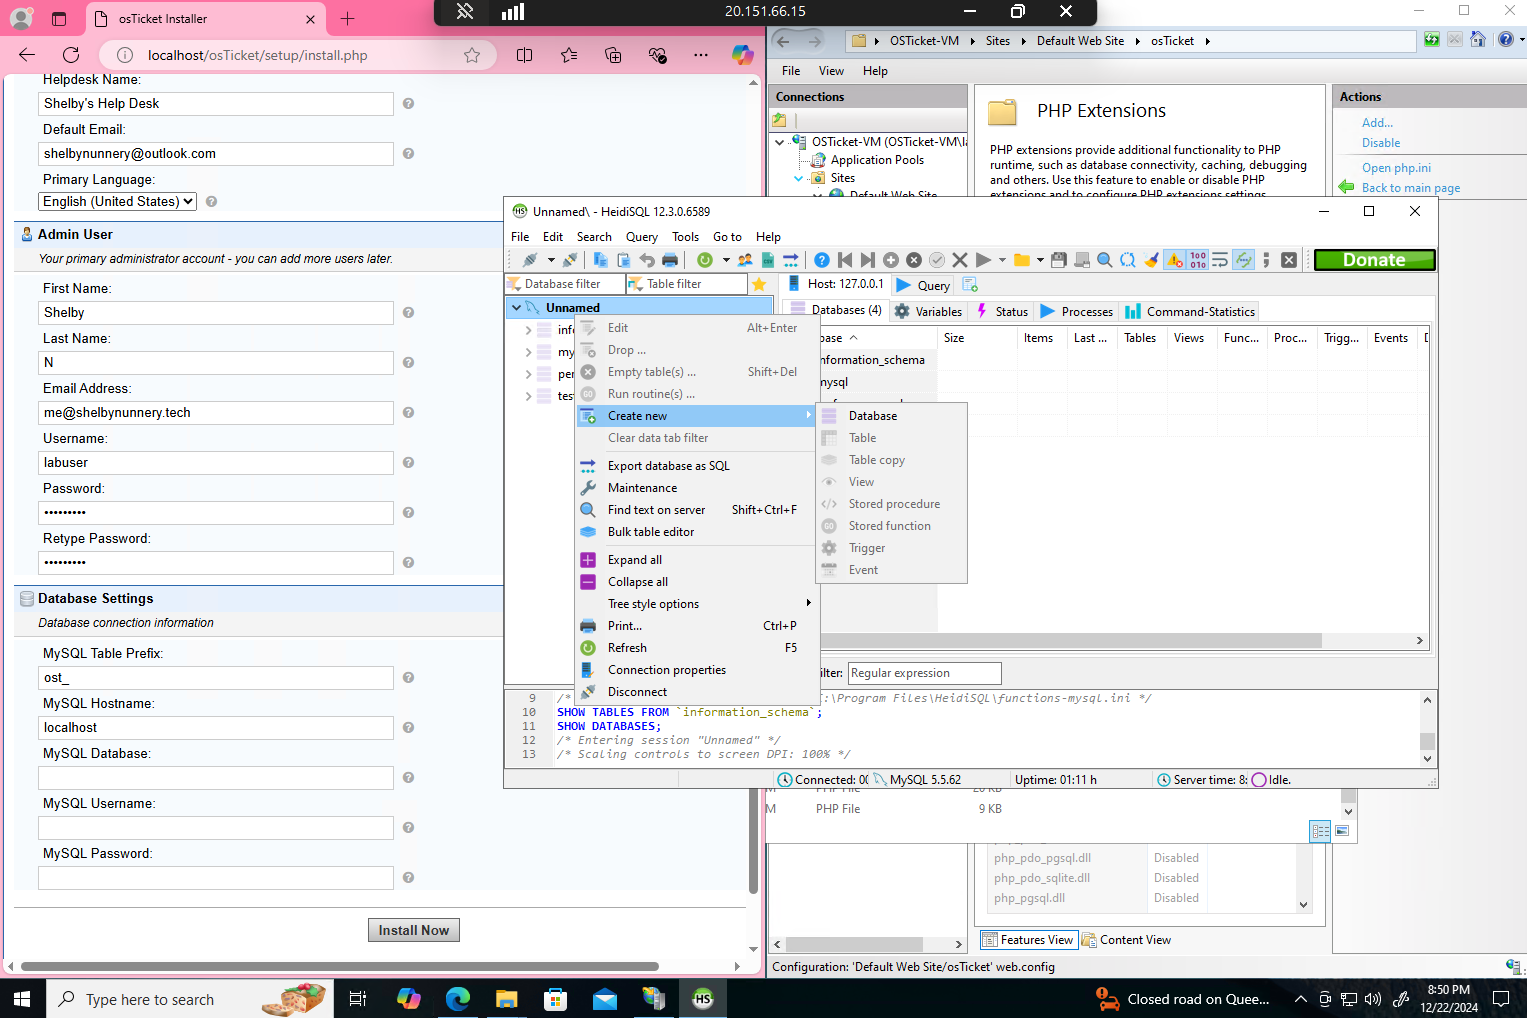 osTicket Installer
20.151.66.15
localhost/osTicket/setup/install.php
Helpdesk Name:
Shelby's Help Desk
Default Email:
shelbynunnery@outlook.com
Primary Language:
English (United States)
Admin User
Your primary administrator account - you can add more users later.
First Name:
Shelby
Last Name:
N
Email Address:
me@shelbynunnery.tech
Username:
labuser
Password:
•••••••••
Retype Password:
•••••••••
Database Settings
Database connection information
MySQL Table Prefix:
ost_
MySQL Hostname:
localhost
MySQL Database:
MySQL Username:
MySQL Password:
Install Now
OSTicket-VM
Sites
Default Web Site
osTicket
File
View
Help
Connections
OSTicket-VM (OSTicket-VM\la
Application Pools
Sites
Default Web Site
PHP Extensions
PHP extensions provide additional functionality to PHP
runtime, such as database connectivity, caching, debugging
and others. Use this feature to enable or disable PHP
extensions and to configure PHP extensions settings
Actions
Add...
Disable
Open php.ini
Back to main page
HS
Unnamed\ - HeidiSQL 12.3.0.6589
File
Edit
Search
Query
Tools
Go to
Help
Donate
Database filter
Table filter
Host: 127.0.0.1
Query
Unnamed
inf
my
per
tes
Databases (4)
Variables
Status
Processes
Command-Statistics
base
Size
Items
Last ...
Tables
Views
Func...
Proc...
Trigg...
Events
nformation_schema
mysql
Edit Alt+Enter
Drop ...
Empty table(s) ... Shift+Del
Run routine(s) ...
Create new
Clear data tab filter
Export database as SQL
Maintenance
Find text on server Shift+Ctrl+F
Bulk table editor
Expand all
Collapse all
Tree style options
Print... Ctrl+P
Refresh F5
Connection properties
Disconnect
Database
Table
Table copy
View
Stored procedure
Stored function
Trigger
Event
ilter:
Regular expression
9 /* :\Program Files\HeidiSQL\functions-mysql.ini */
10 SHOW TABLES FROM `information_schema`;
11 SHOW DATABASES;
12 /* Entering session "Unnamed" */
13 /* Scaling controls to screen DPI: 100% */
Connected: 00
MySQL 5.5.62
Uptime: 01:11 h
Server time: 8:
Idle.
M PHP File 20 KB
M PHP File 9 KB
php_pdo_pgsql.dll Disabled
php_pdo_sqlite.dll Disabled
php_pgsql.dll Disabled
Features View
Content View
Configuration: 'Default Web Site/osTicket' web.config
Type here to search
HS
Closed road on Quee...
8:50 PM
12/22/2024